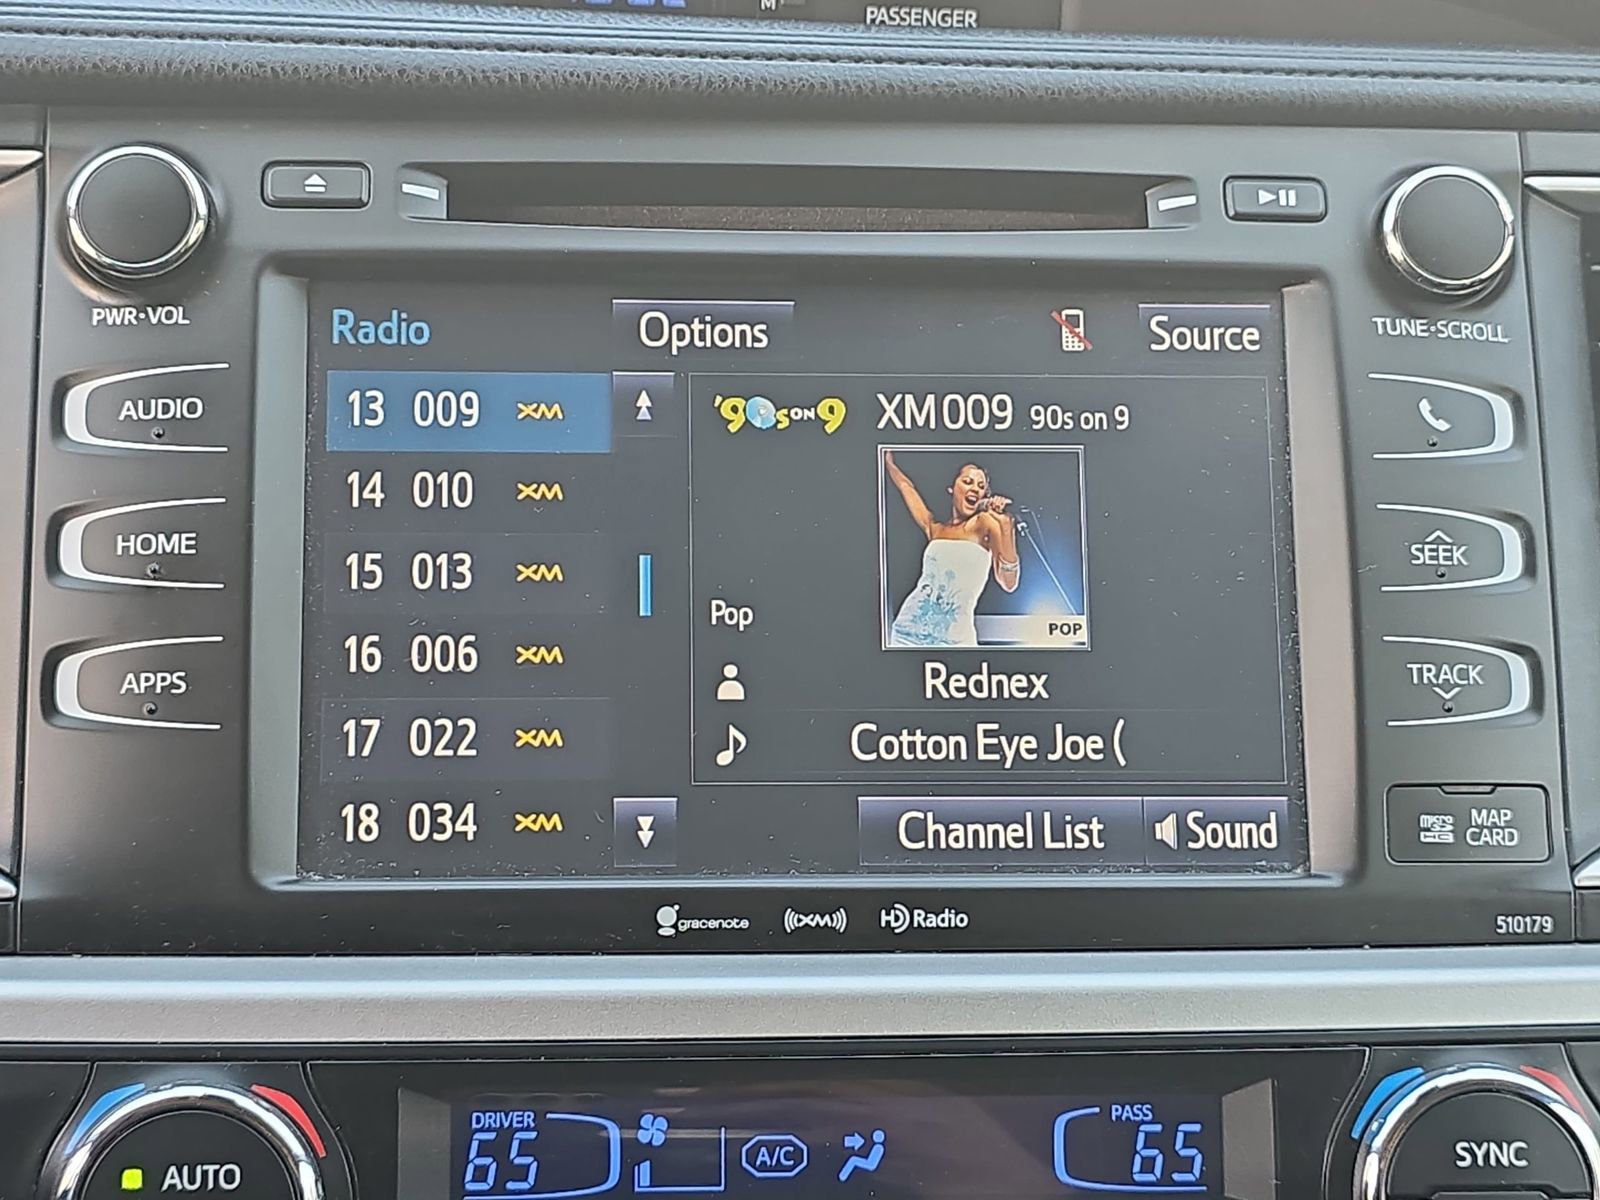 PASSENGER
PWR•VOL
TUNE•SCROLL
AUDIO
HOME
APPS
Radio
Options
Source
13 009 XM
14 010 XM
15 013 XM
16 006 XM
17 022 XM
18 034 XM
'90s ON 9
XM009 90s on 9
Pop
POP
Rednex
Cotton Eye Joe (
Channel List
Sound
SEEK
TRACK
micro SD HC
MAP
CARD
gracenote
((XM))
HD Radio
510179
AUTO
DRIVER
65
A/C
PASS
65
SYNC